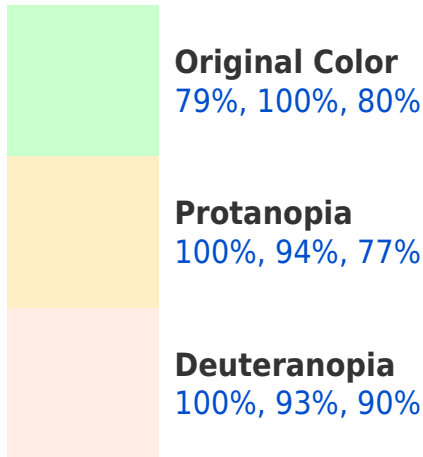 Original Color
79%, 100%, 80%
Protanopia
100%, 94%, 77%
Deuteranopia
100%, 93%, 90%